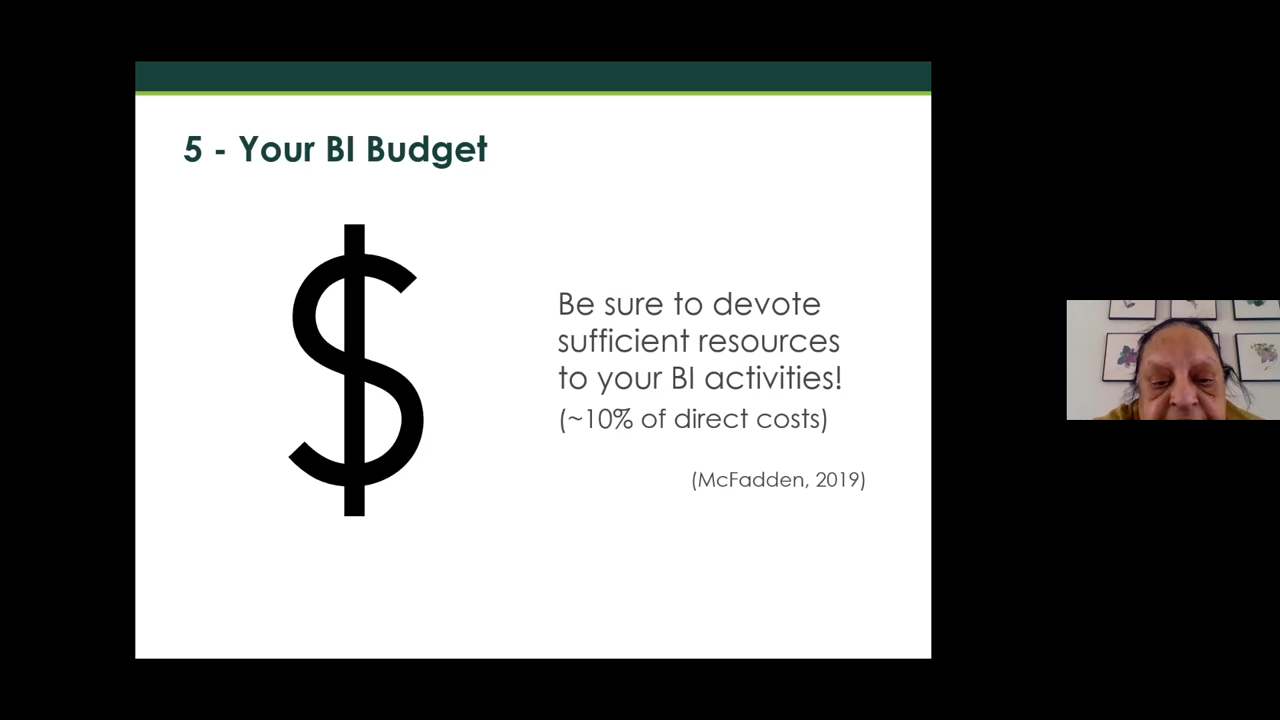 5 - Your BI Budget
Be sure to devote
sufficient resources
to your BI activities!
(~10% of direct costs)
(McFadden, 2019)